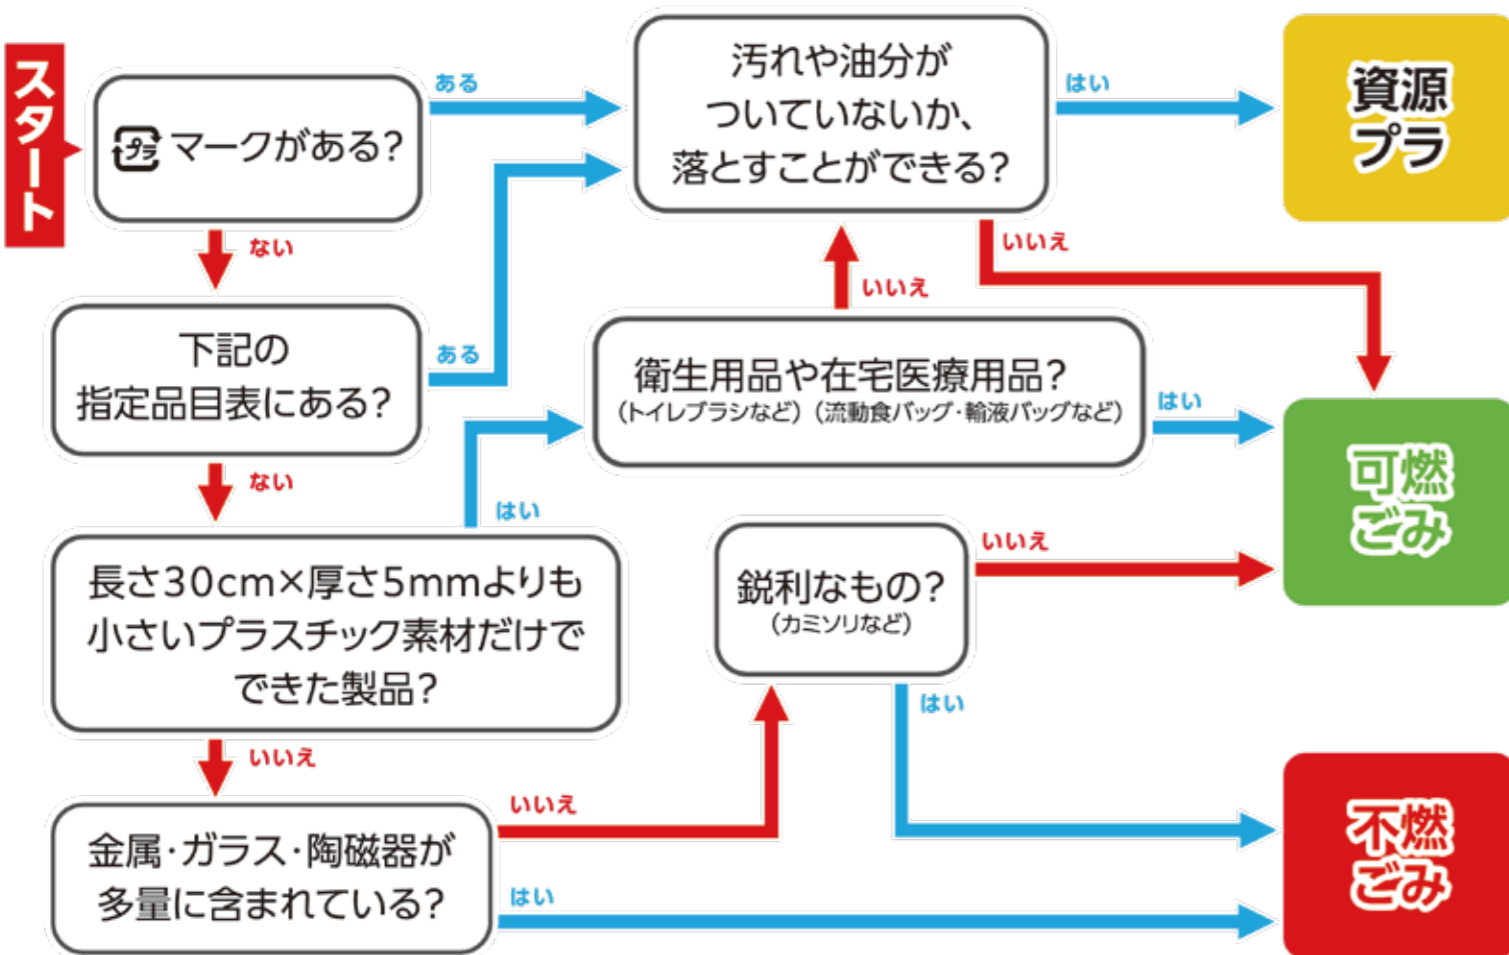 スタート
プラ マークがある?
ある
ない
汚れや油分が
ついていないか、
落とすことができる?
はい
いいえ
資源
プラ
下記の
指定品目表にある?
ある
ない
衛生用品や在宅医療用品?
(トイレブラシなど)(流動食バッグ・輸液バッグなど)
いいえ
はい
可燃
ごみ
長さ30cm×厚さ5mmよりも
小さいプラスチック素材だけで
できた製品?
はい
いいえ
鋭利なもの?
(カミソリなど)
いいえ
はい
金属・ガラス・陶磁器が
多量に含まれている?
いいえ
はい
不燃
ごみ